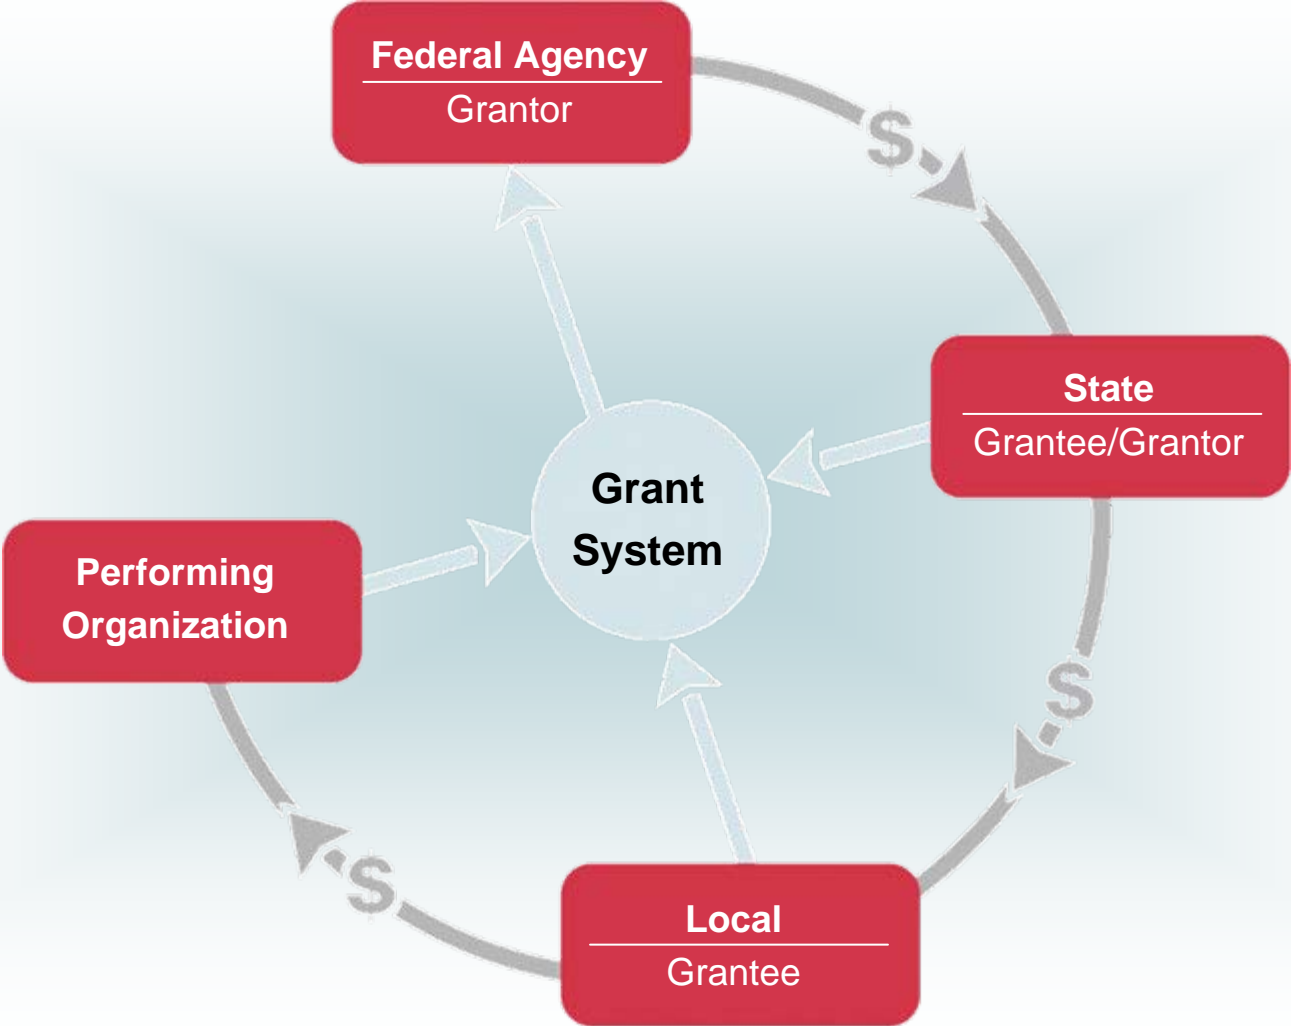 Federal Agency
Grantor
$
State
Grantee/Grantor
Grant
System
Performing
Organization
$
$
Local
Grantee